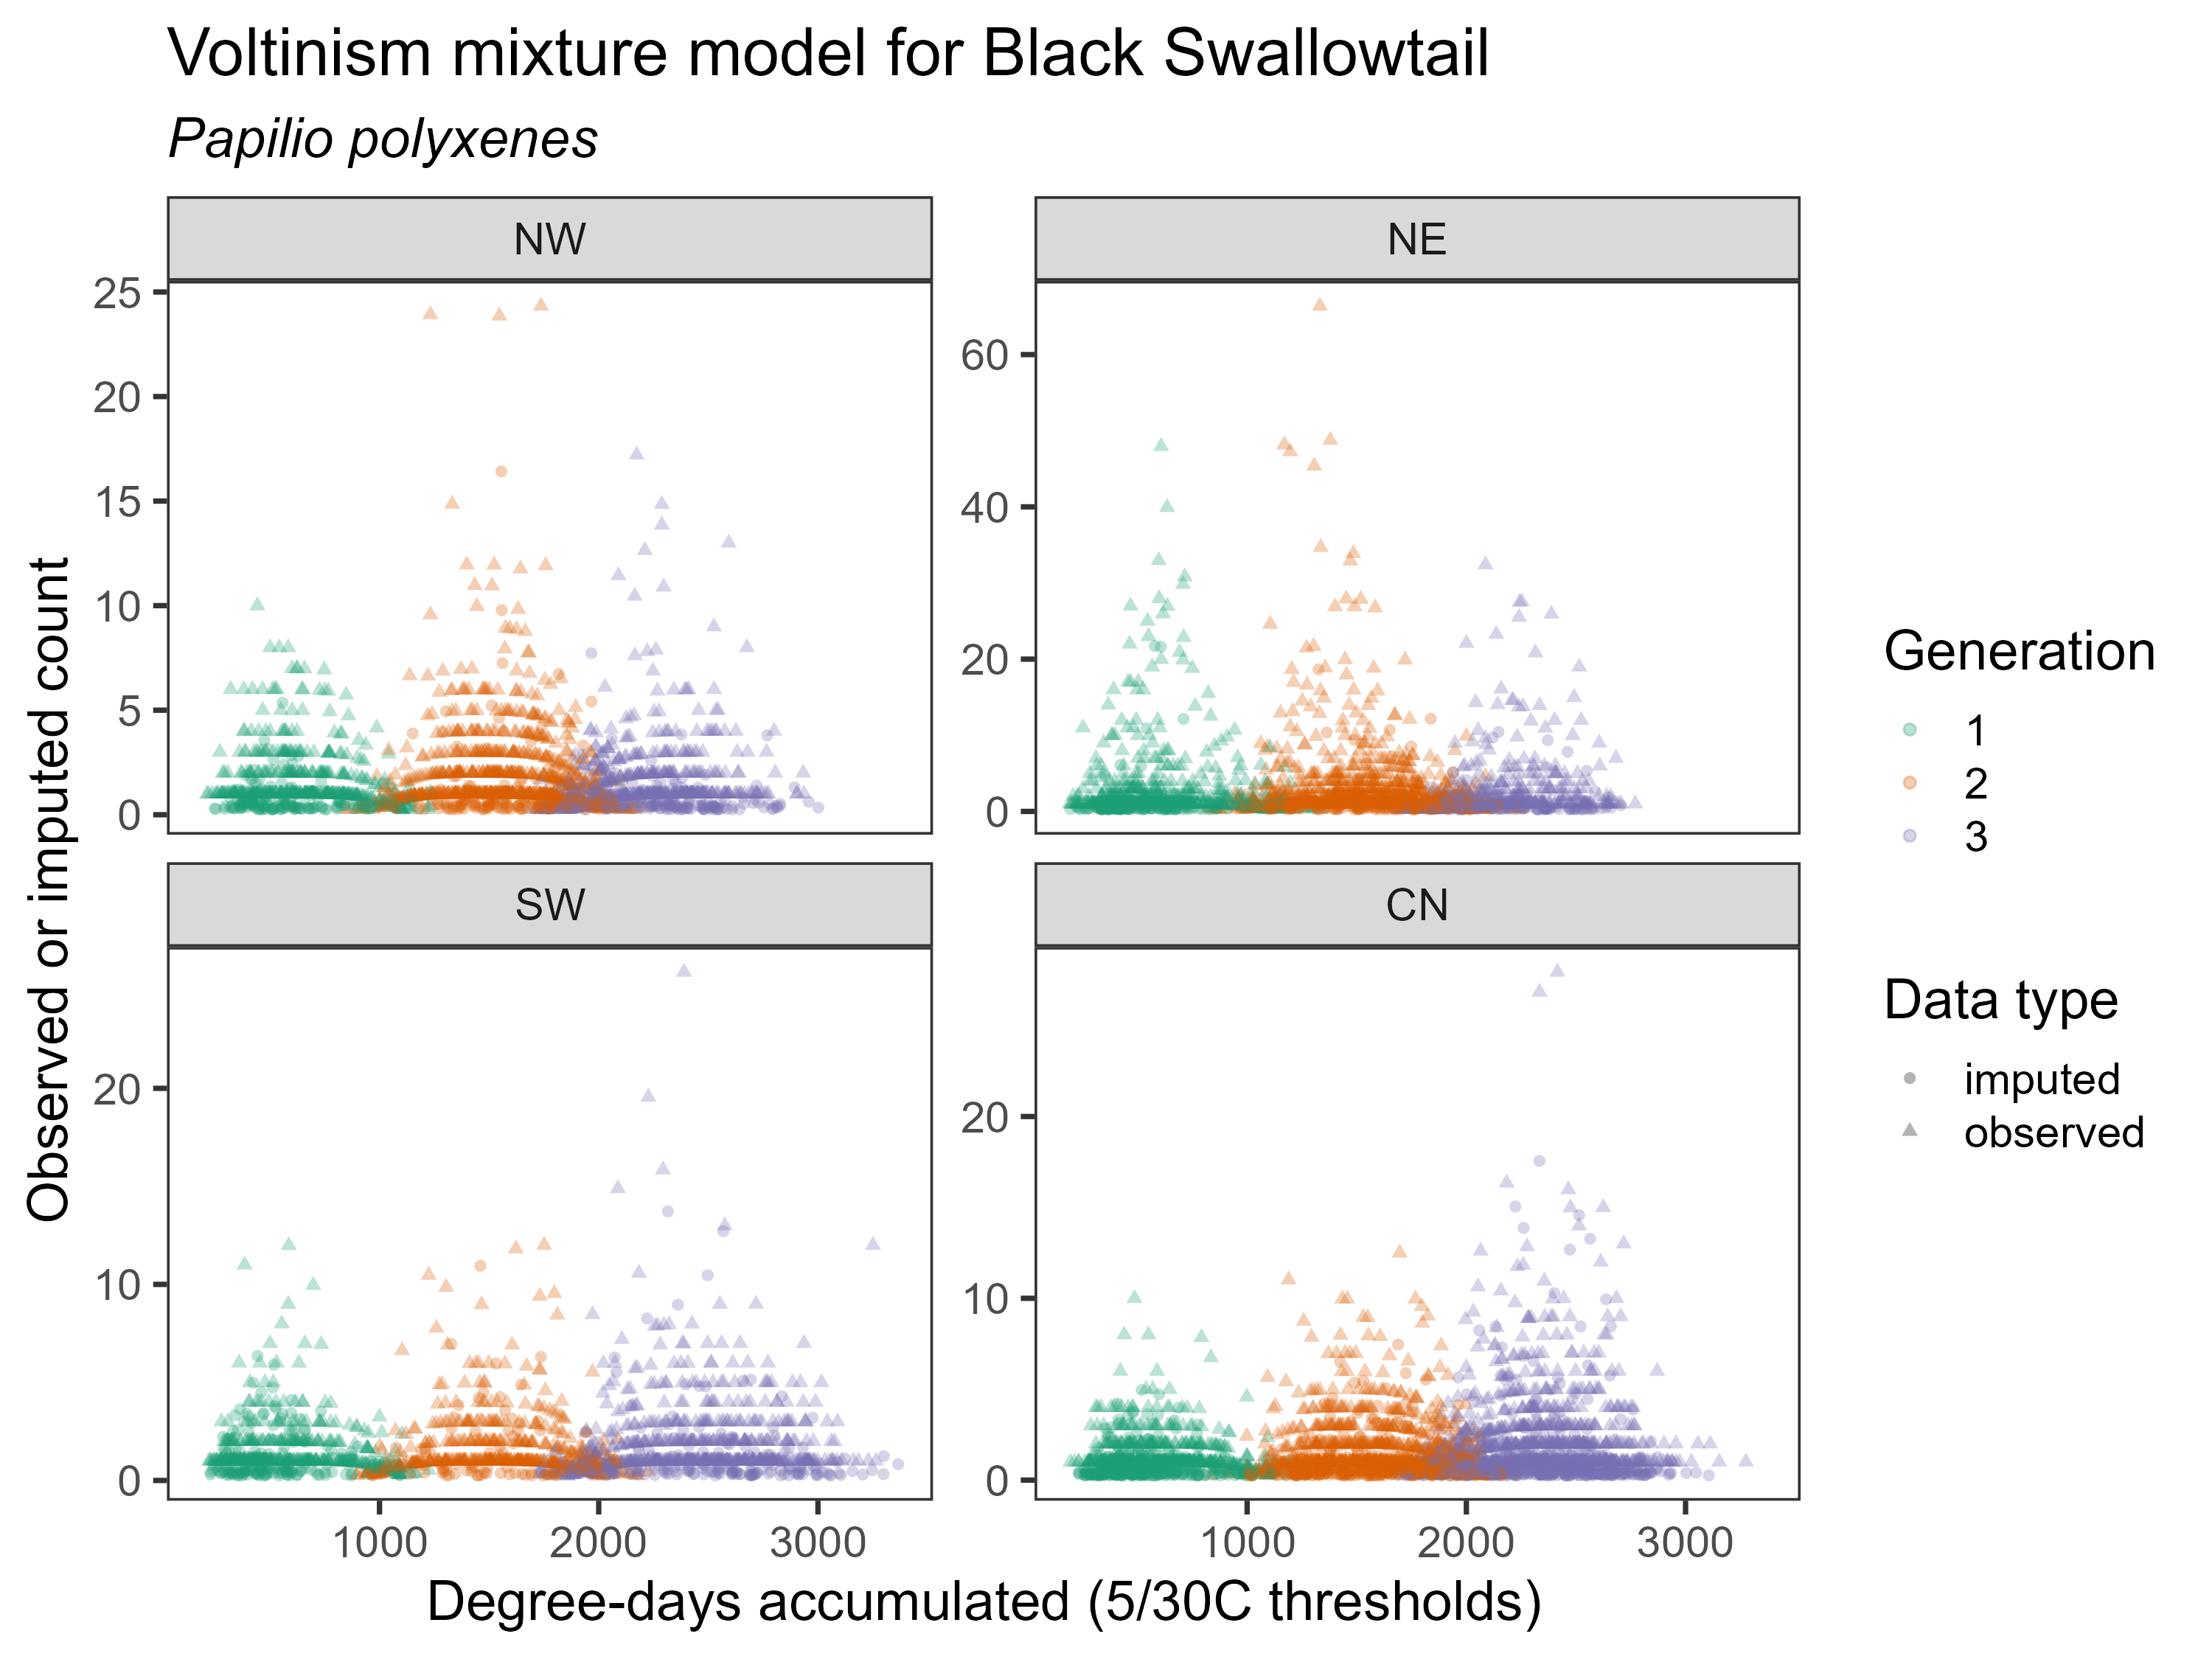 Voltinism mixture model for Black Swallowtail
Papilio polyxenes
NW
NE
25
20
15
10
5
0
60
40
20
0
SW
CN
20
10
0
20
10
0
1000 2000 3000
1000 2000 3000
Observed or imputed count
Degree-days accumulated (5/30C thresholds)
Generation
1
2
3
Data type
imputed
observed